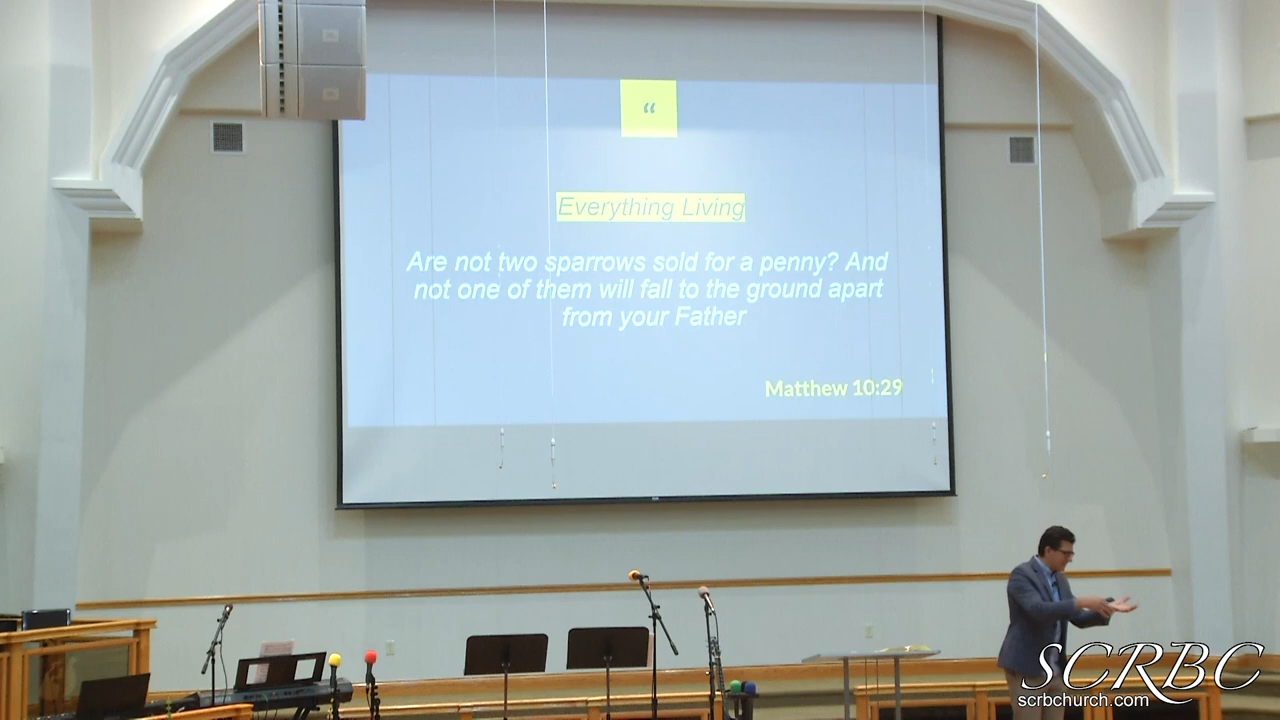 “
Everything Living
Are not two sparrows sold for a penny? And
not one of them will fall to the ground apart
from your Father
Matthew 10:29
SCRBC
scrbchurch.com